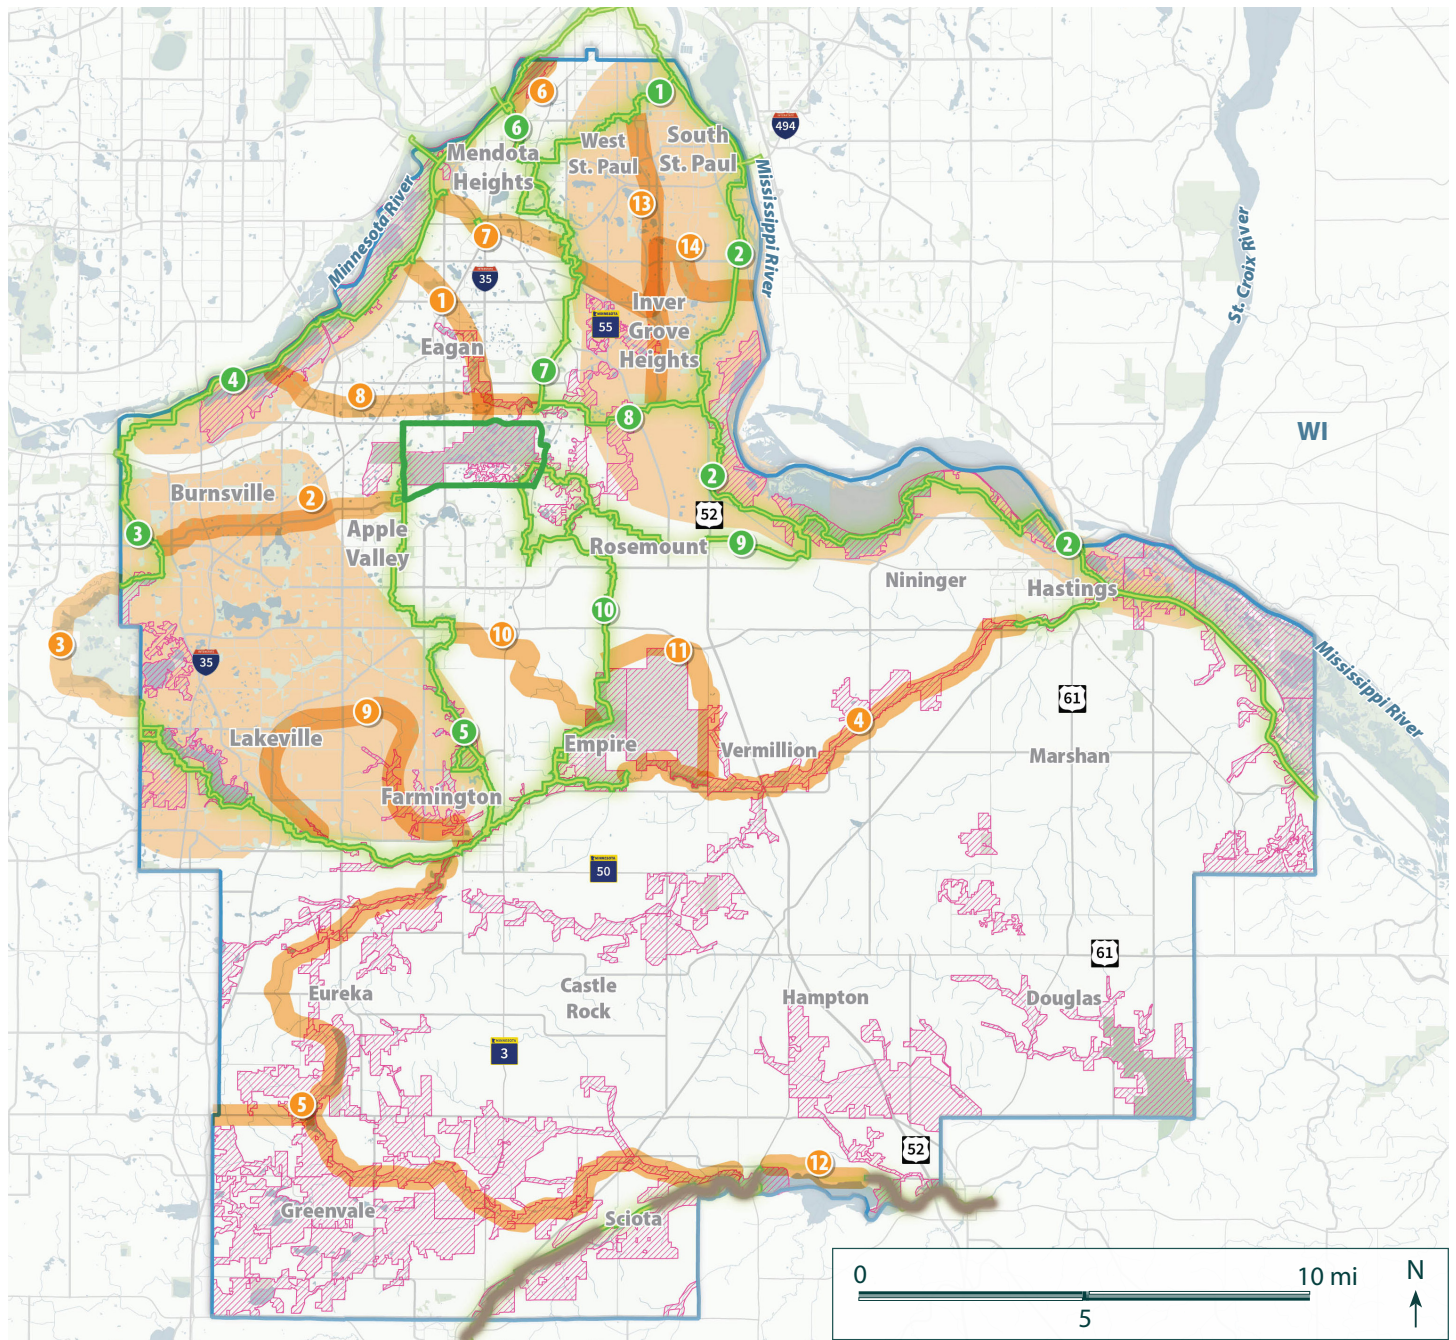 6
1
494
6
West
St. Paul
South
St. Paul
Mendota
Heights
Minnesota River
Mississippi River
13
7
14
2
35
St. Croix River
1
Inver
Grove
Heights
55
MINNESOTA
Eagan
7
4
8
8
WI
Burnsville
2
2
52
3
Apple
Valley
Rosemount
9
2
Nininger
Hastings
10
3
10
11
35
Mississippi River
61
9
4
5
Lakeville
Empire
Vermillion
Marshan
Farmington
MINNESOTA
50
61
Eureka
Castle
Rock
Hampton
Douglas
MINNESOTA
3
5
52
12
Greenvale
Sciota
0
10 mi
N
5